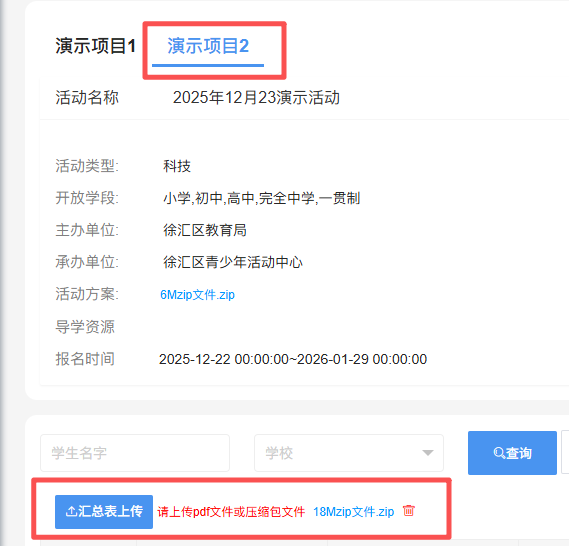 演示项目1 演示项目2
活动名称 2025年12月23演示活动
活动类型: 科技
开放学段: 小学,初中,高中,完全中学,一贯制
主办单位: 徐汇区教育局
承办单位: 徐汇区青少年活动中心
活动方案: 6Mzip文件.zip
导学资源
报名时间 2025-12-22 00:00:00~2026-01-29 00:00:00
学生名字 学校 查询
汇总表上传 请上传pdf文件或压缩包文件 18Mzip文件.zip